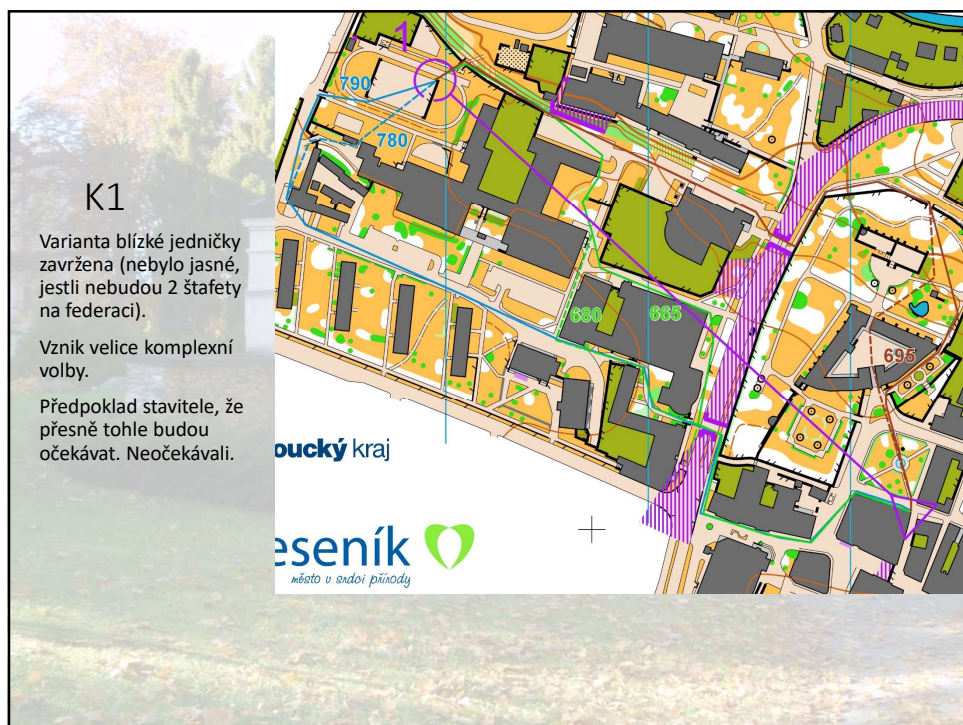 K1
Varianta blízké jedničky
zavržena (nebylo jasné,
jestli nebudou 2 štafety
na federaci).
Vznik velice komplexní
volby.
Předpoklad stavitele, že
přesně tohle budou
očekávat. Neočekávali.
1
790
780
680
665
695
oucký kraj
eseník
město v srdci přírody